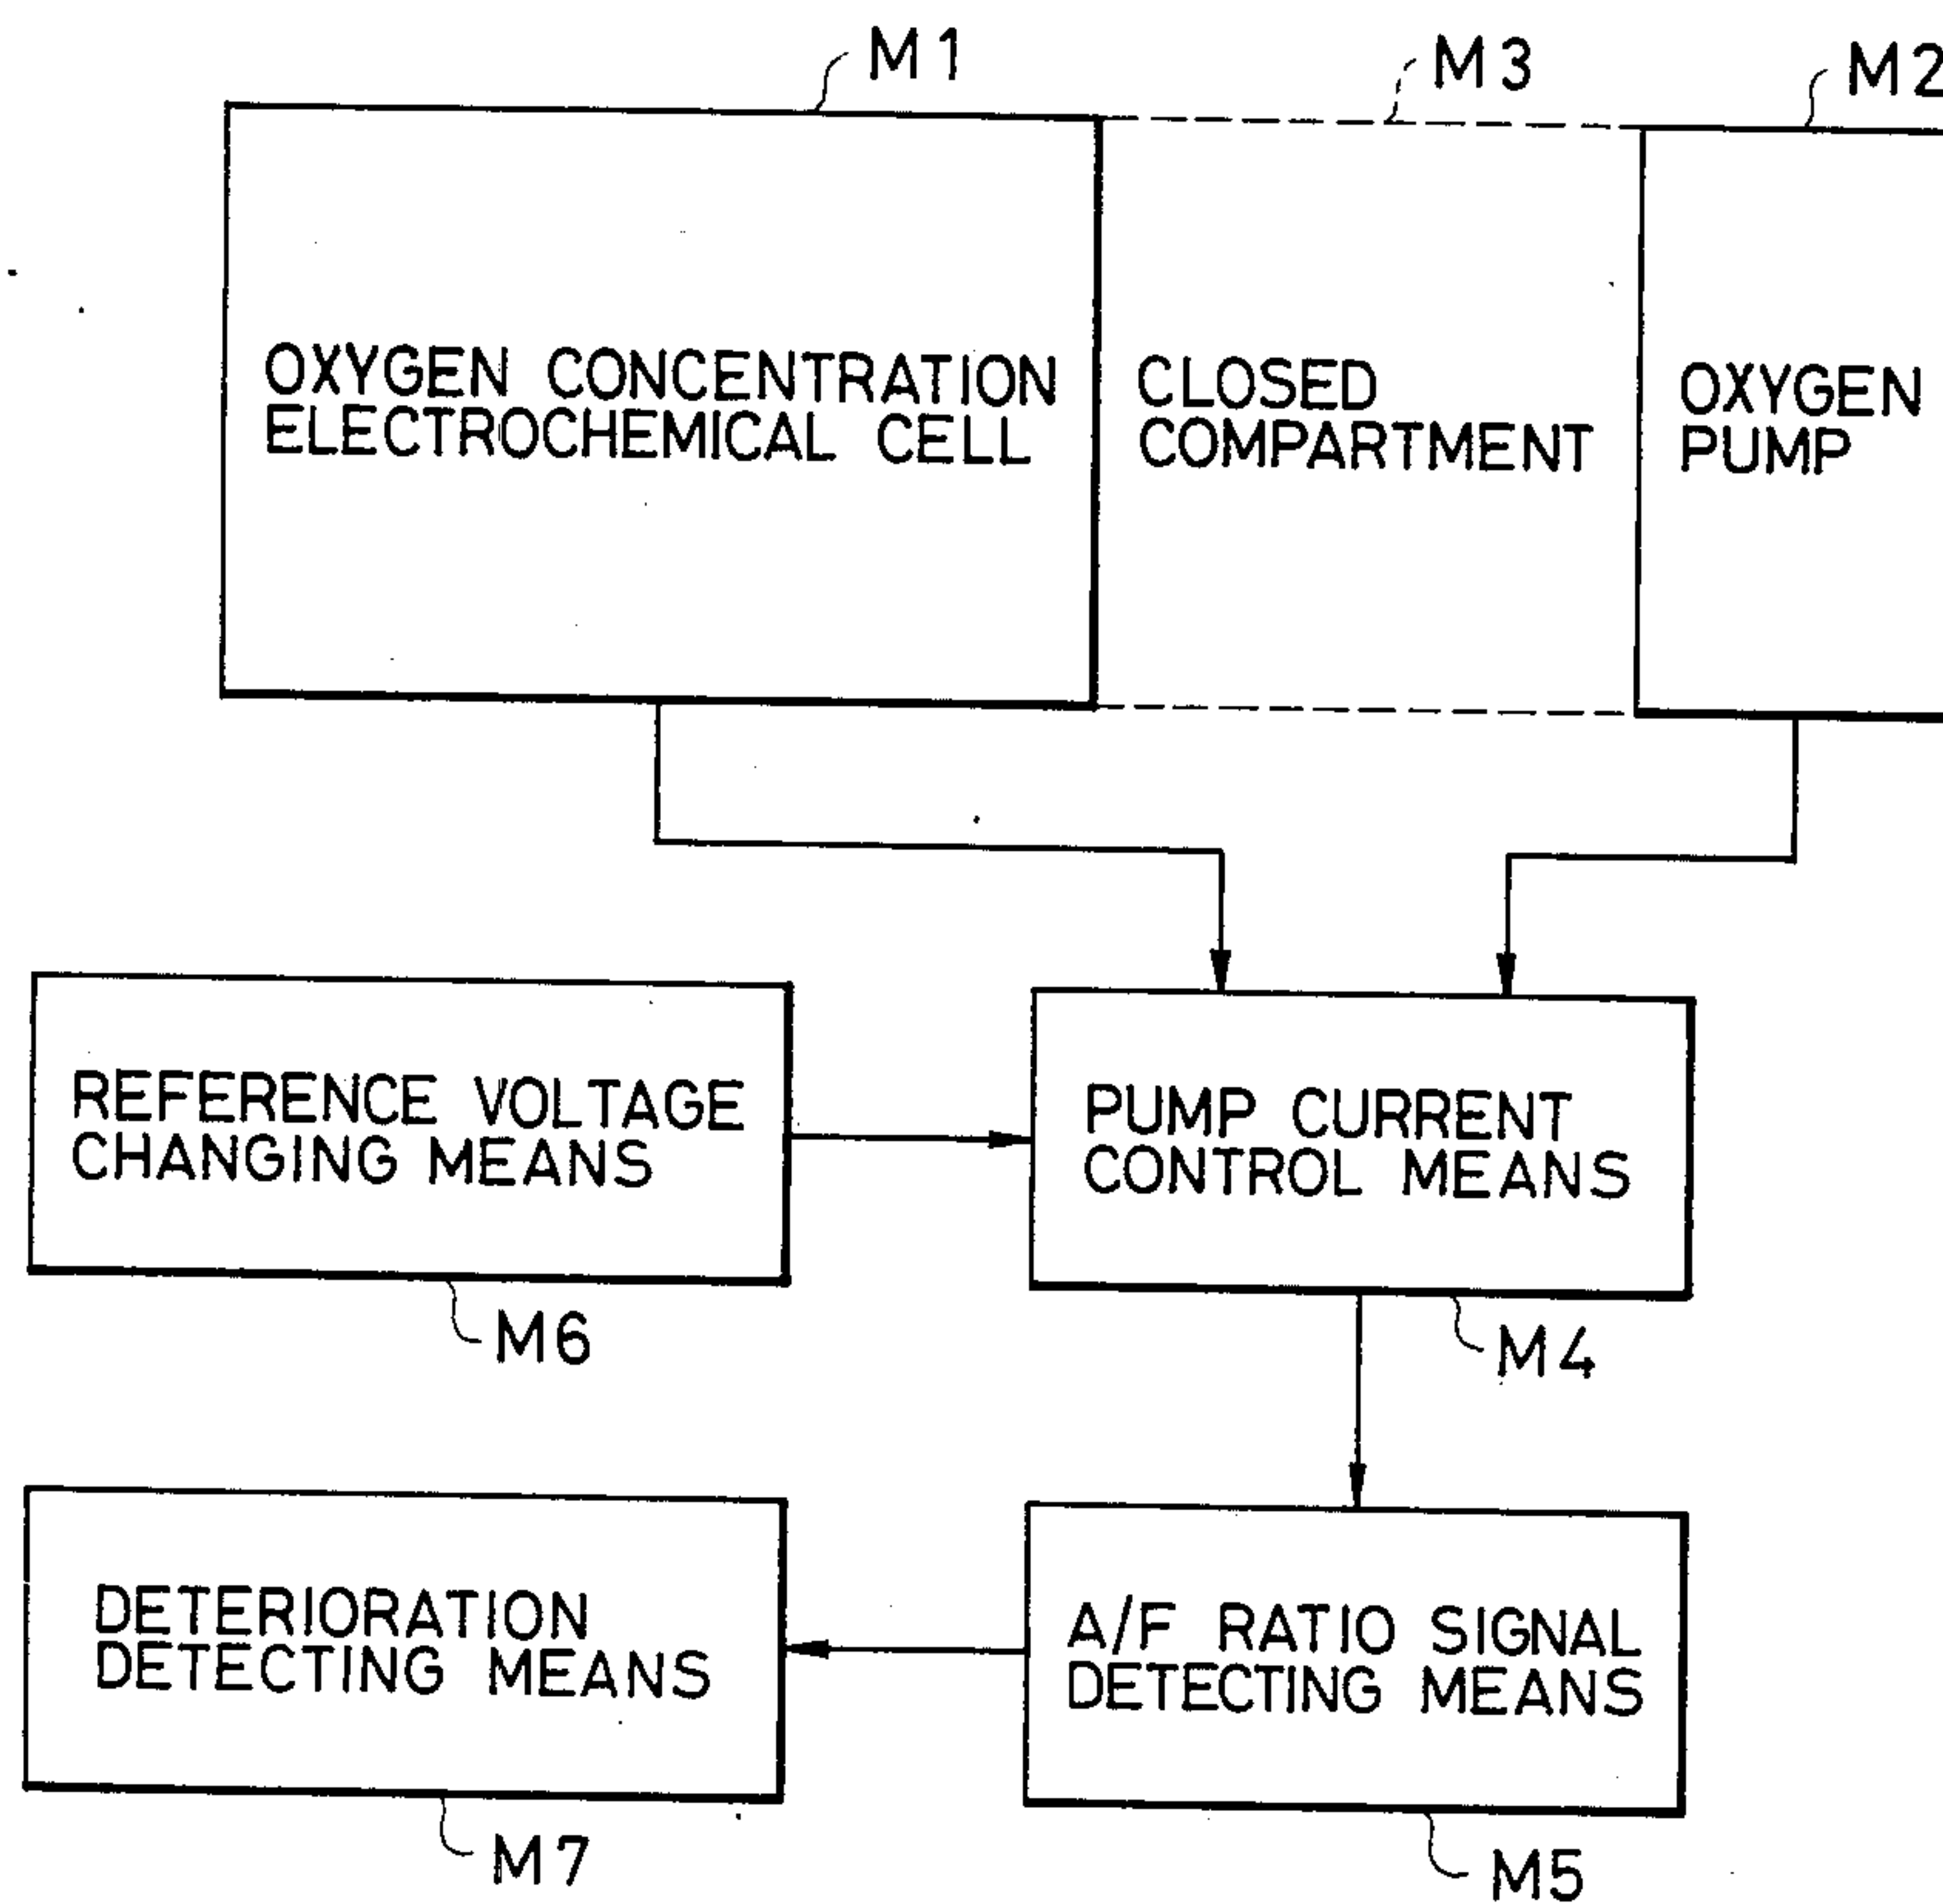 M1
M3
M2
OXYGEN CONCENTRATION
ELECTROCHEMICAL CELL
CLOSED
COMPARTMENT
OXYGEN
PUMP
REFERENCE VOLTAGE
CHANGING MEANS
PUMP CURRENT
CONTROL MEANS
M6
M4
DETERIORATION
DETECTING MEANS
A/F RATIO SIGNAL
DETECTING MEANS
M7
M5